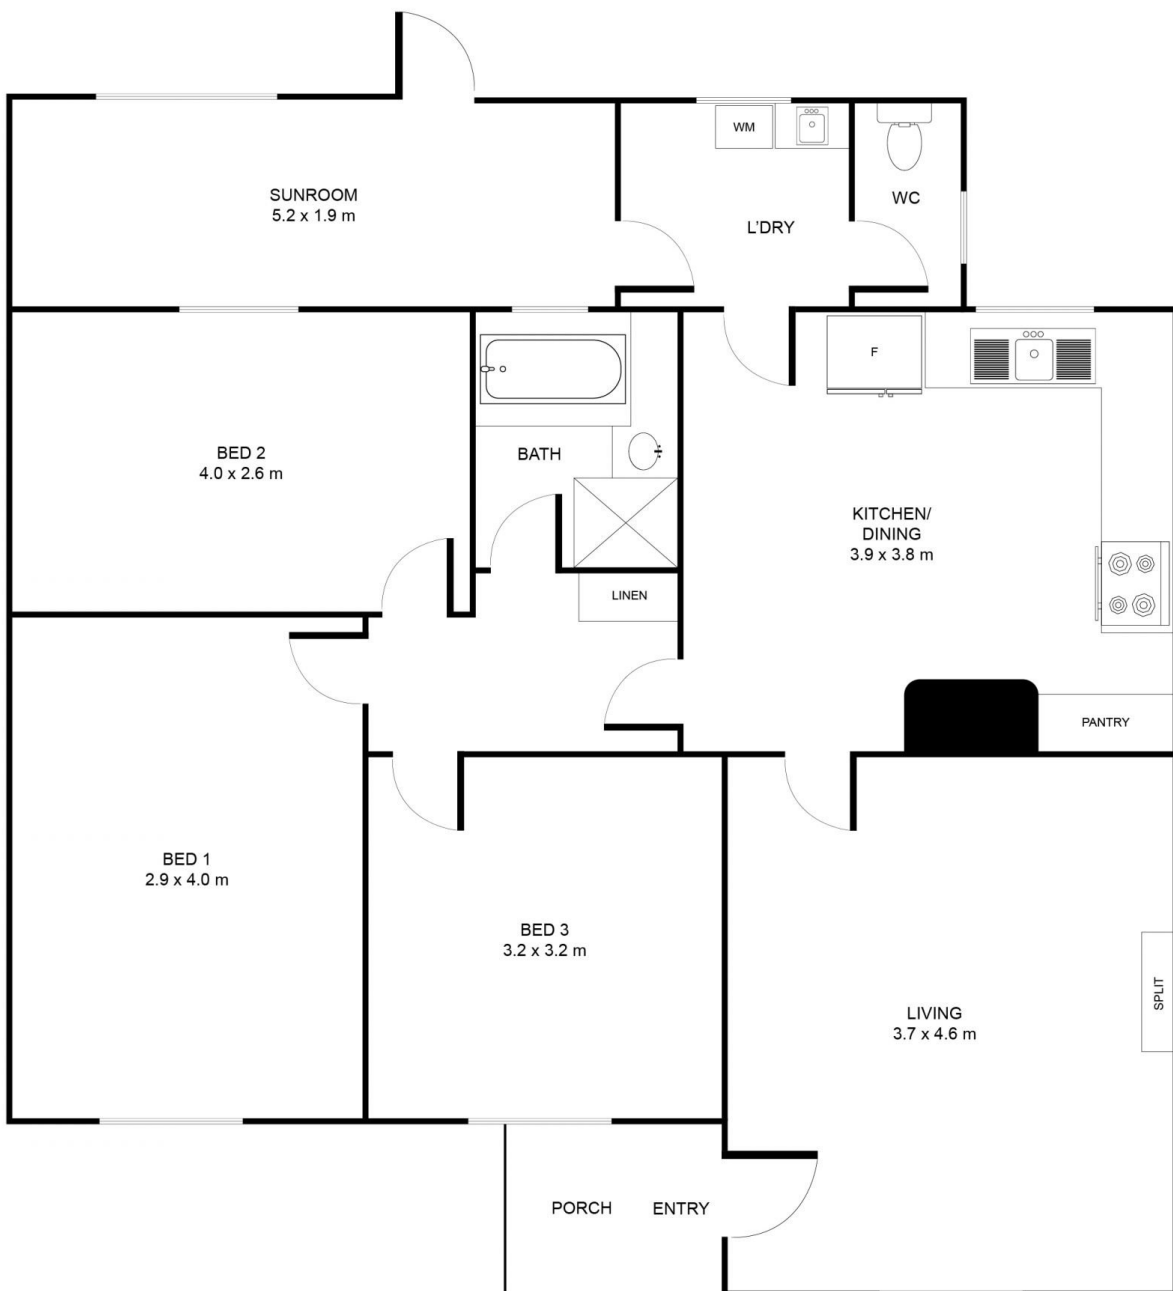 WM
SUNROOM
5.2 x 1.9 m
WC
L'DRY
F
BED 2
4.0 x 2.6 m
BATH
KITCHEN/
DINING
3.9 x 3.8 m
LINEN
PANTRY
BED 1
2.9 x 4.0 m
BED 3
3.2 x 3.2 m
SPLIT
LIVING
3.7 x 4.6 m
PORCH
ENTRY